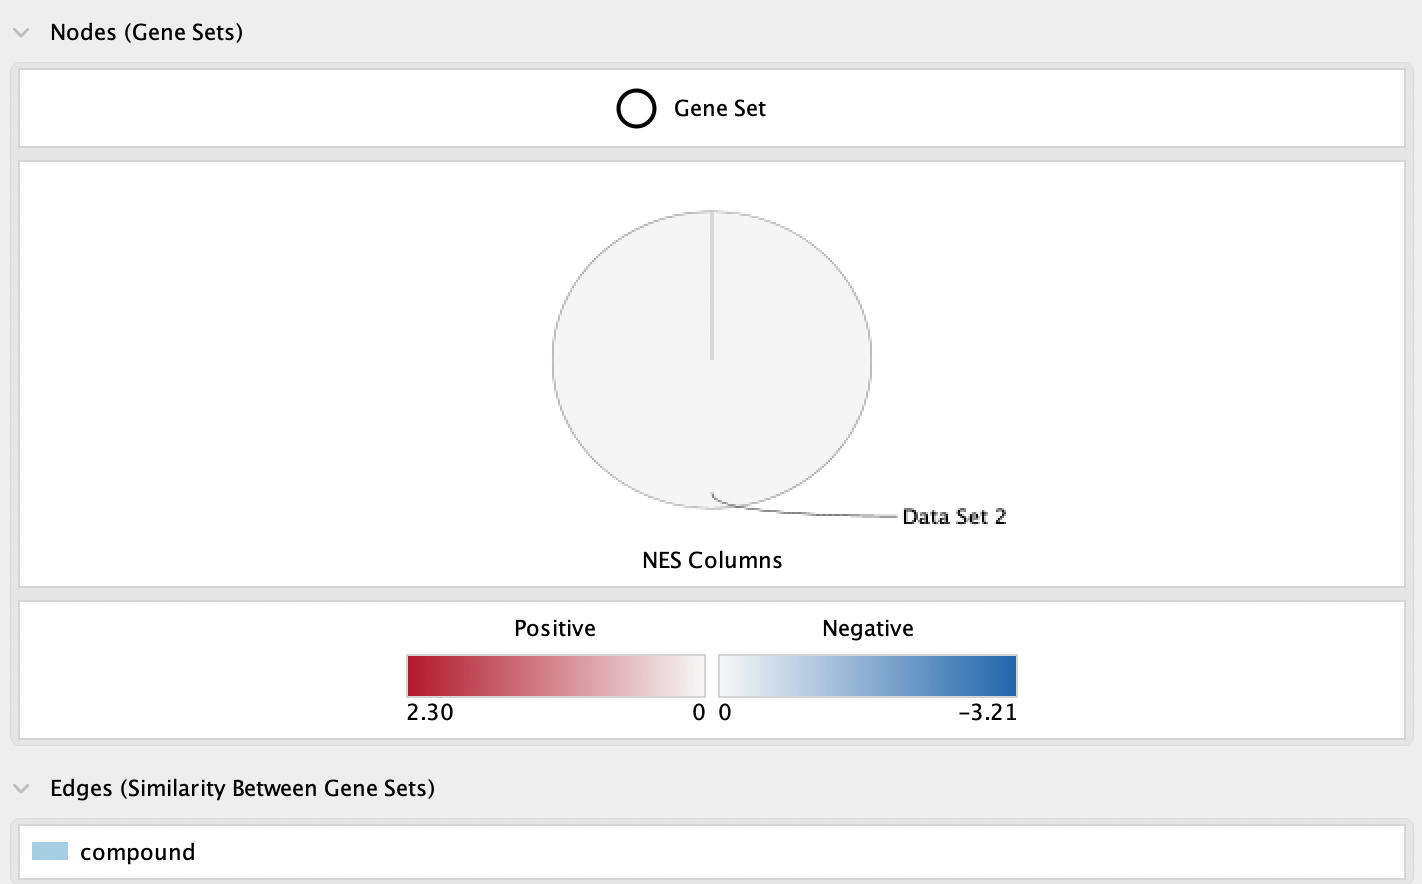 Nodes (Gene Sets)
Gene Set
Data Set 2
NES Columns
Positive Negative
2.30 0 0 −3.21
Edges (Similarity Between Gene Sets)
compound